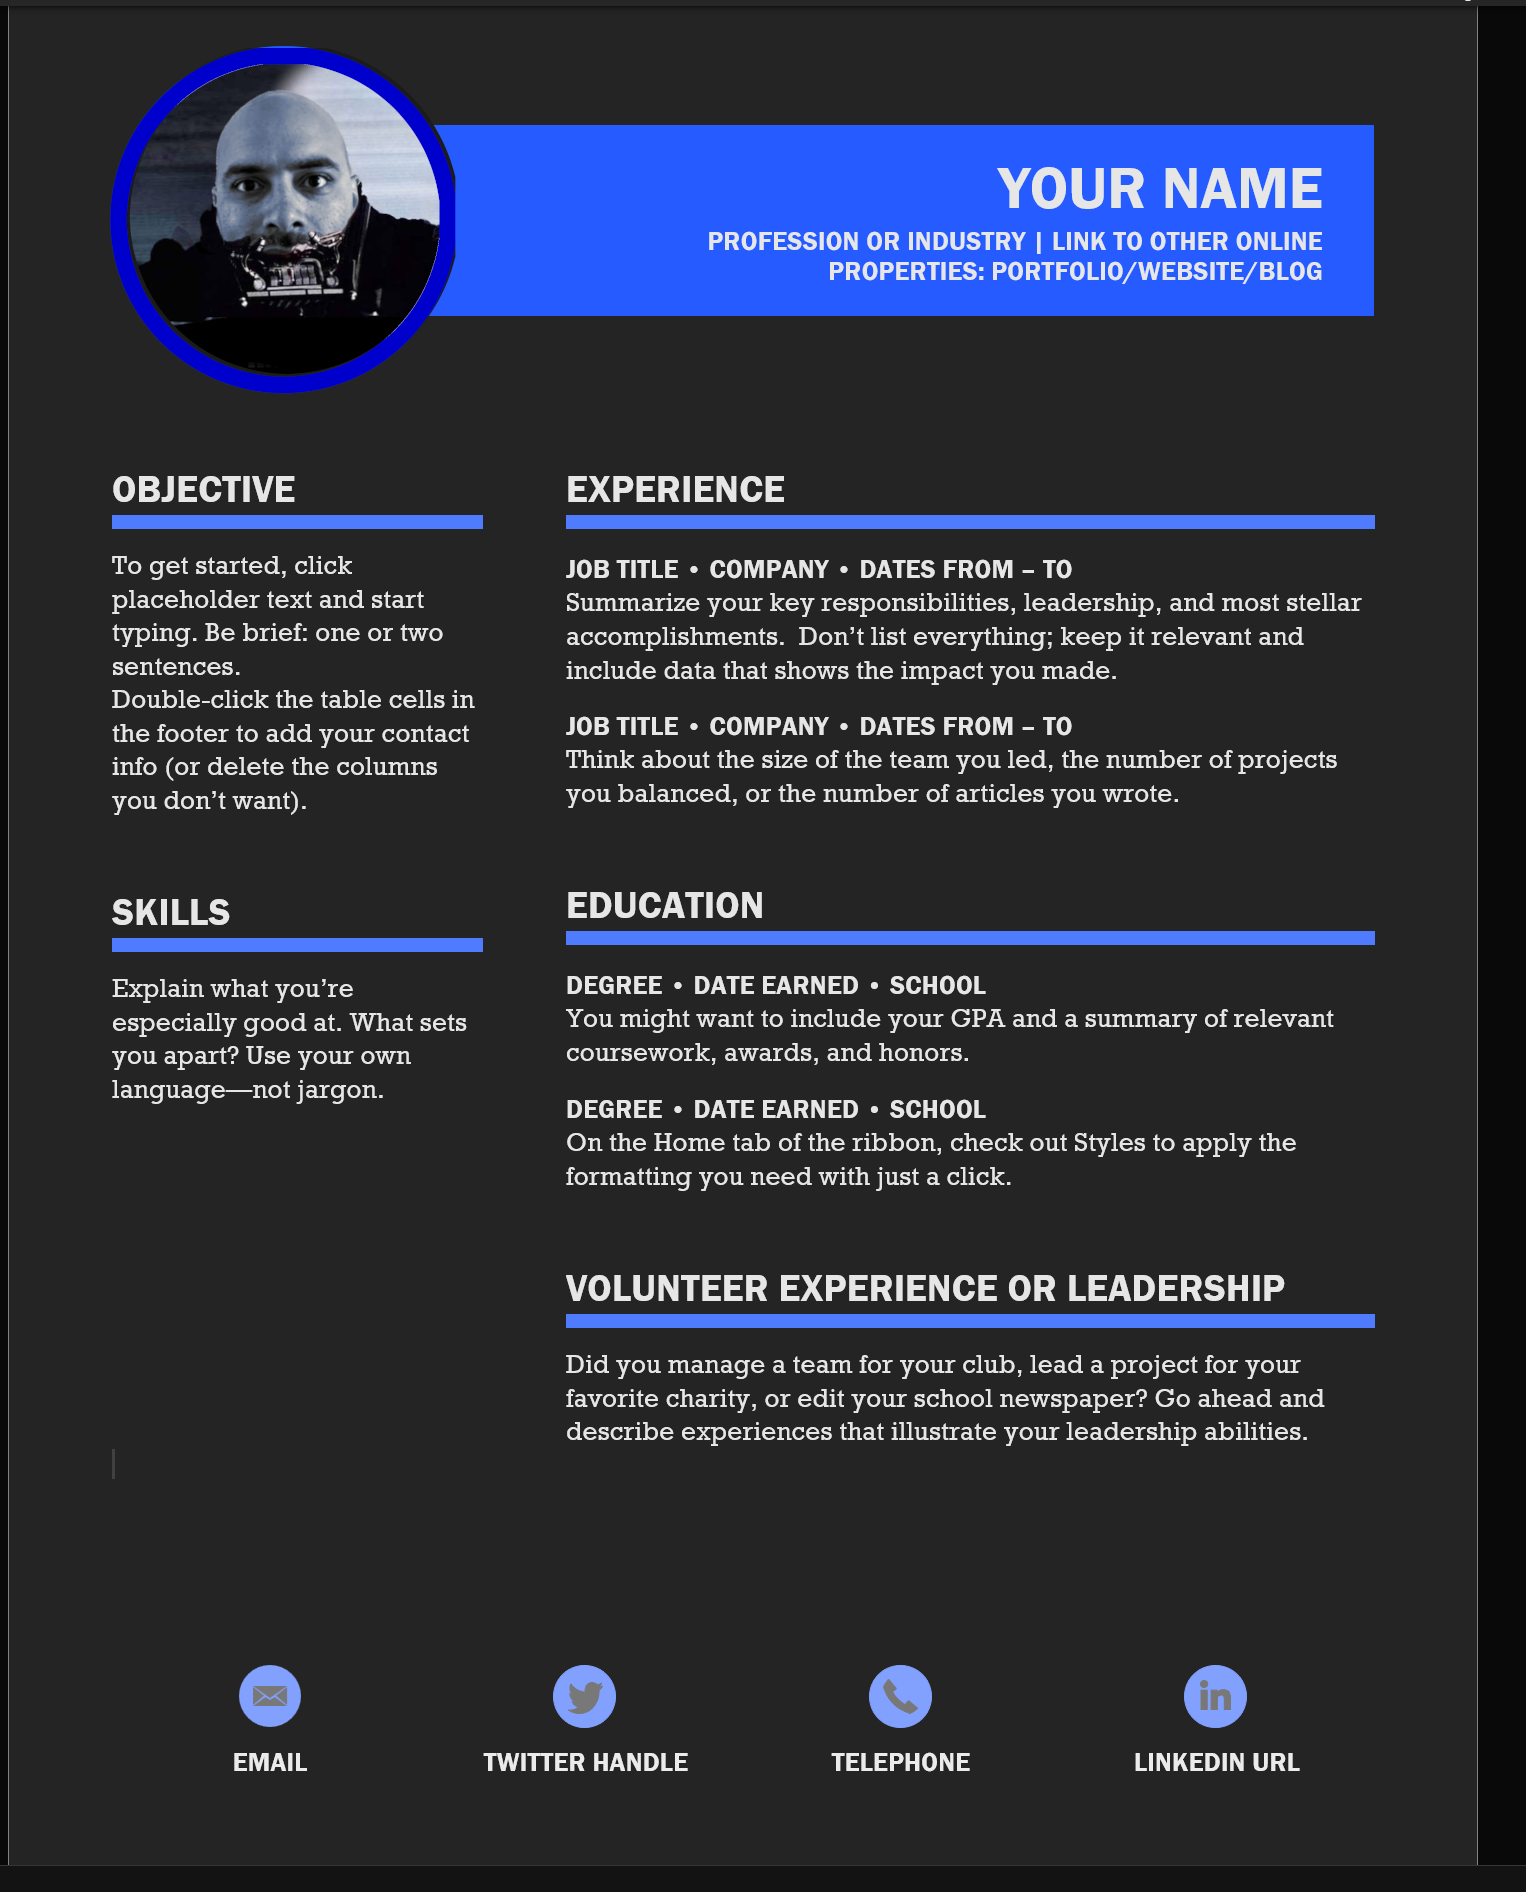 YOUR NAME
PROFESSION OR INDUSTRY | LINK TO OTHER ONLINE
PROPERTIES: PORTFOLIO/WEBSITE/BLOG
OBJECTIVE
To get started, click
placeholder text and start
typing. Be brief: one or two
sentences.
Double-click the table cells in
the footer to add your contact
info (or delete the columns
you don’t want).
SKILLS
Explain what you’re
especially good at. What sets
you apart? Use your own
language—not jargon.
EXPERIENCE
JOB TITLE • COMPANY • DATES FROM – TO
Summarize your key responsibilities, leadership, and most stellar
accomplishments.  Don’t list everything; keep it relevant and
include data that shows the impact you made.
JOB TITLE • COMPANY • DATES FROM – TO
Think about the size of the team you led, the number of projects
you balanced, or the number of articles you wrote.
EDUCATION
DEGREE • DATE EARNED • SCHOOL
You might want to include your GPA and a summary of relevant
coursework, awards, and honors.
DEGREE • DATE EARNED • SCHOOL
On the Home tab of the ribbon, check out Styles to apply the
formatting you need with just a click.
VOLUNTEER EXPERIENCE OR LEADERSHIP
Did you manage a team for your club, lead a project for your
favorite charity, or edit your school newspaper? Go ahead and
describe experiences that illustrate your leadership abilities.
in
EMAIL
TWITTER HANDLE
TELEPHONE
LINKEDIN URL